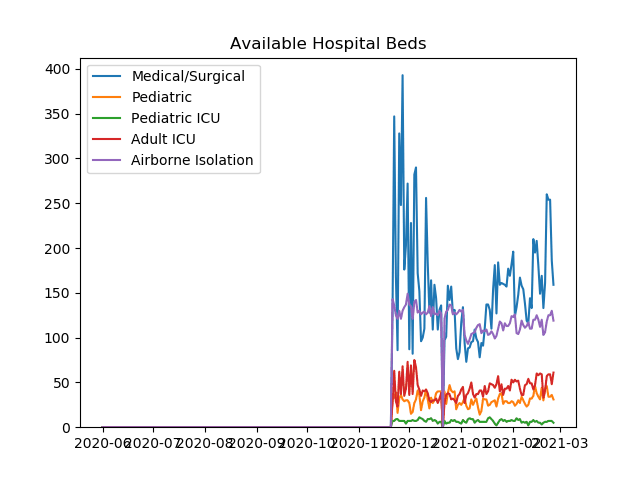 Available Hospital Beds
Medical/Surgical
Pediatric
Pediatric ICU
Adult ICU
Airborne Isolation
400
350
300
250
200
150
100
50
0
2020-06 2020-07 2020-08 2020-09 2020-10 2020-11 2020-12 2021-01 2021-02 2021-03